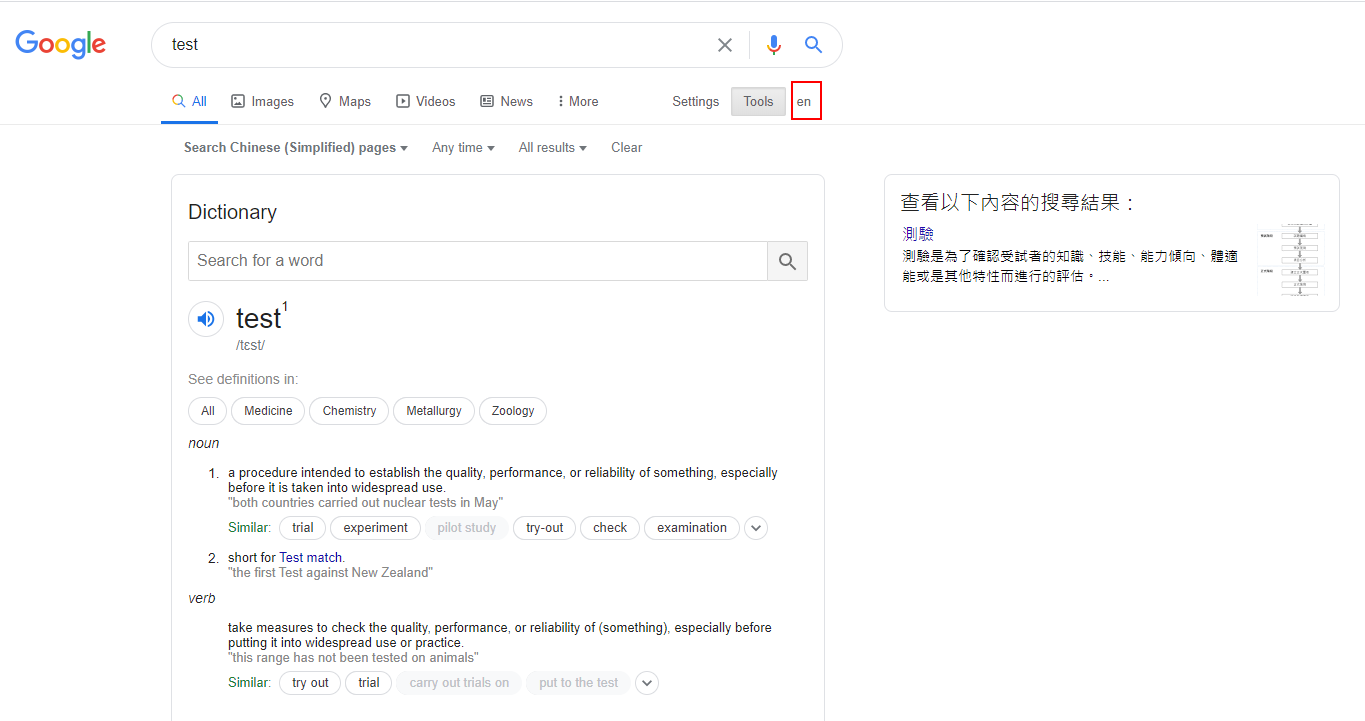 Google
test
All Images Maps Videos News More Settings Tools en
Search Chinese (Simplified) pages Any time All results Clear
Dictionary
Search for a word
test1
/tɛst/
See definitions in:
All Medicine Chemistry Metallurgy Zoology
noun
1. a procedure intended to establish the quality, performance, or reliability of something, especially
before it is taken into widespread use.
"both countries carried out nuclear tests in May"
Similar: trial experiment pilot study try-out check examination
2. short for Test match.
"the first Test against New Zealand"
verb
take measures to check the quality, performance, or reliability of (something), especially before
putting it into widespread use or practice.
"this range has not been tested on animals"
Similar: try out trial carry out trials on put to the test
查看以下內容的搜尋結果：
測驗
測驗是為了確認受試者的知識、技能、能力傾向、體適
能或是其他特性而進行的評估。...